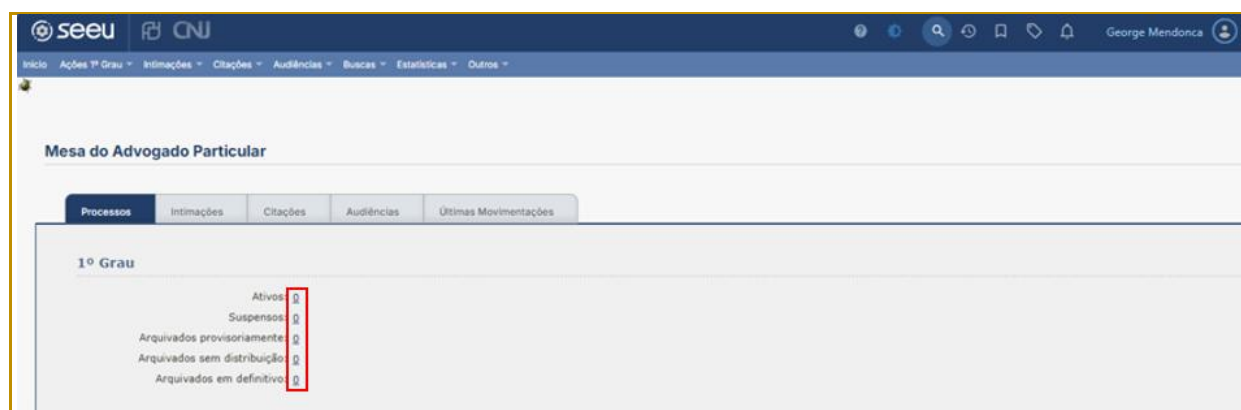 seeu CNJ George Mendonca
Início Ações 1º Grau Intimações Citações Audiências Buscas Estatísticas Outros
Mesa do Advogado Particular
Processos Intimações Citações Audiências Últimas Movimentações
1º Grau
Ativos: 0
Suspensos: 0
Arquivados provisoriamente: 0
Arquivados sem distribuição: 0
Arquivados em definitivo: 0